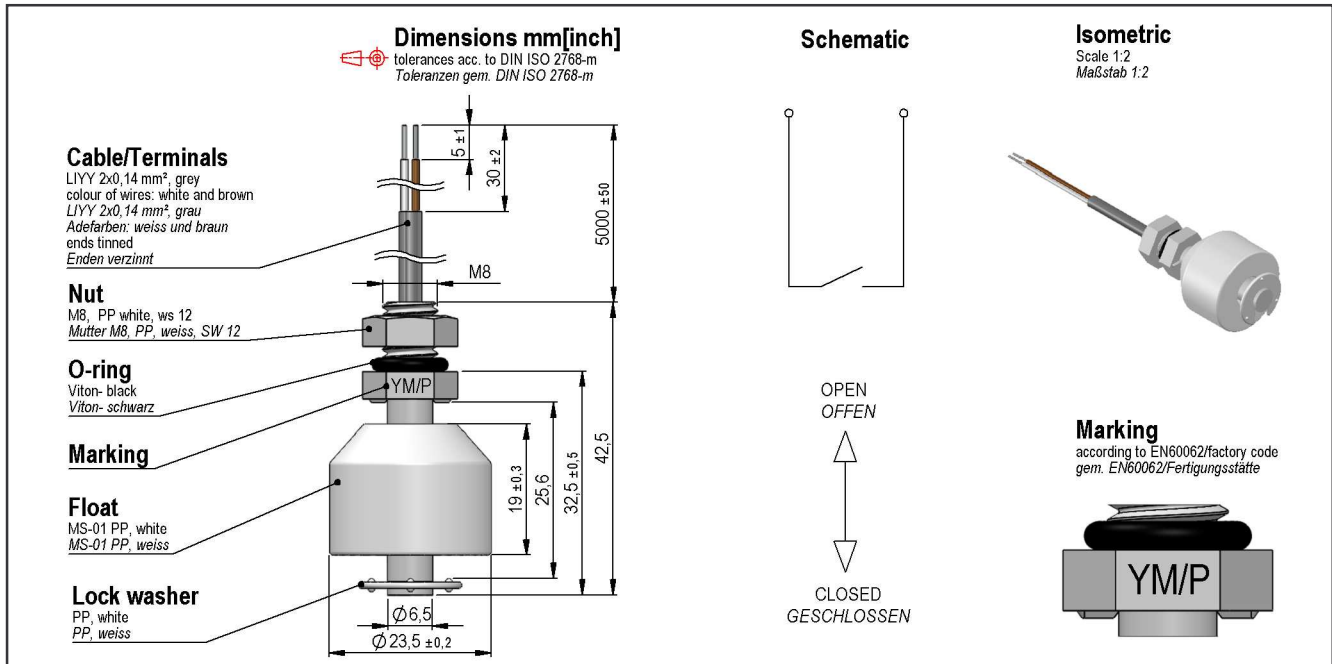 Dimensions mm[inch]
tolerances acc. to DIN ISO 2768-m
Toleranzen gem. DIN ISO 2768-m
Schematic
Isometric
Scale 1:2
Maßstab 1:2
Cable/Terminals
LIYY 2x0,14 mm², grey
colour of wires: white and brown
LIYY 2x0,14 mm², grau
Adefarben: weiss und braun
ends tinned
Enden verzinnt
Nut
M8, PP white, ws 12
Mutter M8, PP, weiss, SW 12
O-ring
Viton- black
Viton- schwarz
Marking
Float
MS-01 PP, white
MS-01 PP, weiss
Lock washer
PP, white
PP, weiss
5 ±1
30 ±2
5000 ±50
M8
YM/P
19 ±0,3
25,6
32,5 ±0,5
42,5
Ø6,5
Ø23,5 ±0,2
OPEN
OFFEN
CLOSED
GESCHLOSSEN
Marking
according to EN60062/factory code
gem. EN60062/Fertigungsstätte
YM/P